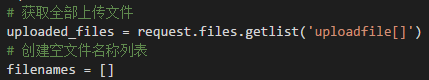 # 获取全部上传文件
uploaded_files = request.files.getlist('uploadfile[]')
# 创建空文件名称列表
filenames = []